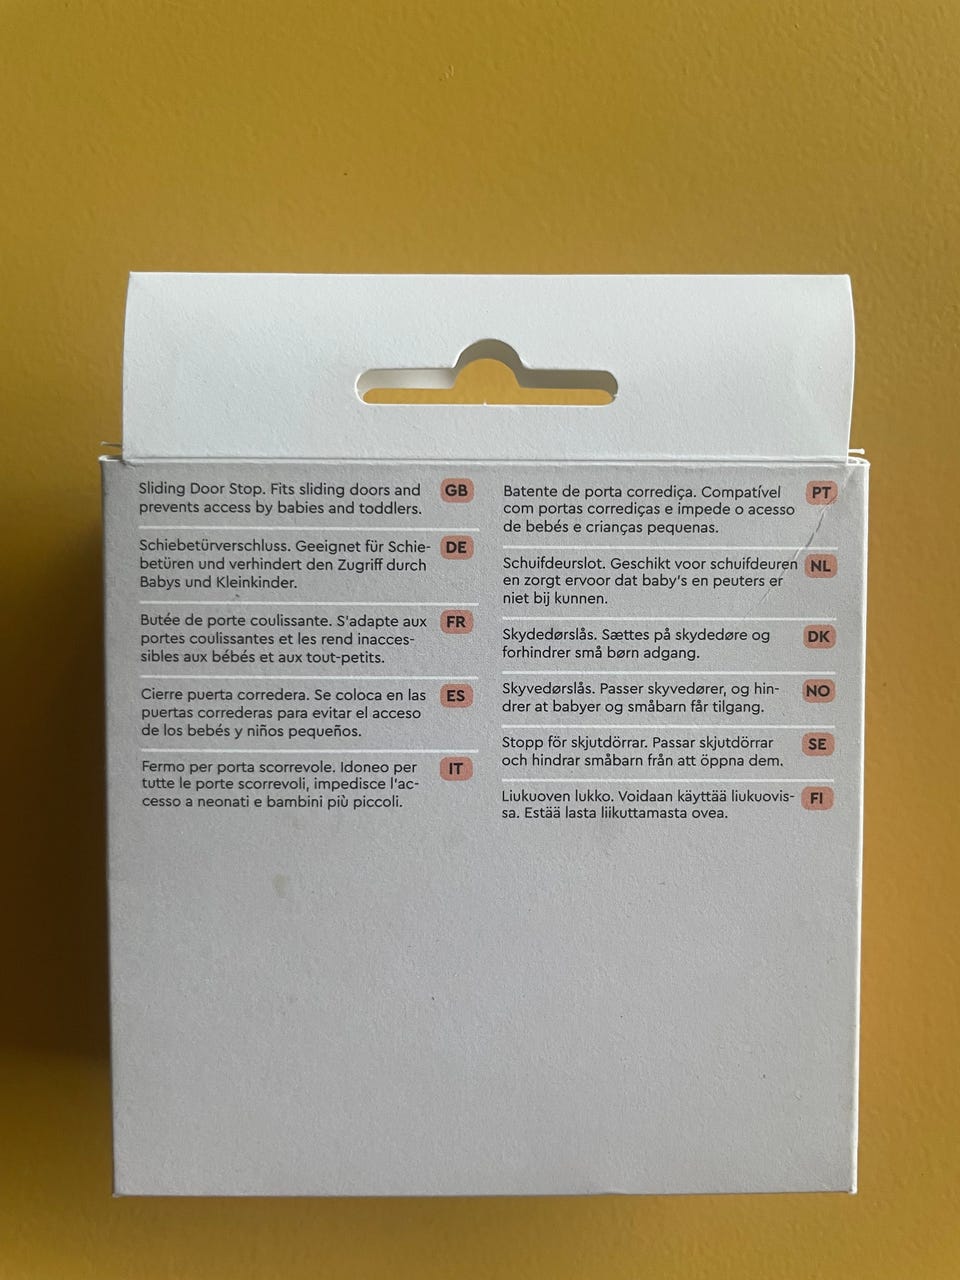 Sliding Door Stop. Fits sliding doors and
prevents access by babies and toddlers.
GB
Schiebetürverschluss. Geeignet für Schie-
betüren und verhindert den Zugriff durch
Babys und Kleinkinder.
DE
Butée de porte coulissante. S'adapte aux
portes coulissantes et les rend inacces-
sibles aux bébés et aux tout-petits.
FR
Cierre puerta corredera. Se coloca en las
puertas correderas para evitar el acceso
de los bebés y niños pequeños.
ES
Fermo per porta scorrevole. Idoneo per
tutte le porte scorrevoli, impedisce l'ac-
cesso a neonati e bambini più piccoli.
IT
Batente de porta corrediça. Compatível
com portas corrediças e impede o acesso
de bebés e crianças pequenas.
PT
Schuifdeurslot. Geschikt voor schuifdeuren
en zorgt ervoor dat baby's en peuters er
niet bij kunnen.
NL
Skydedørslås. Sættes på skydedøre og
forhindrer små børn adgang.
DK
Skyvedørslås. Passer skyvedører, og hin-
drer at babyer og småbarn får tilgang.
NO
Stopp för skjutdörrar. Passar skjutdörrar
och hindrar småbarn från att öppna dem.
SE
Liukuoven lukko. Voidaan käyttää liukuovis-
sa. Estää lasta liikuttamasta ovea.
FI